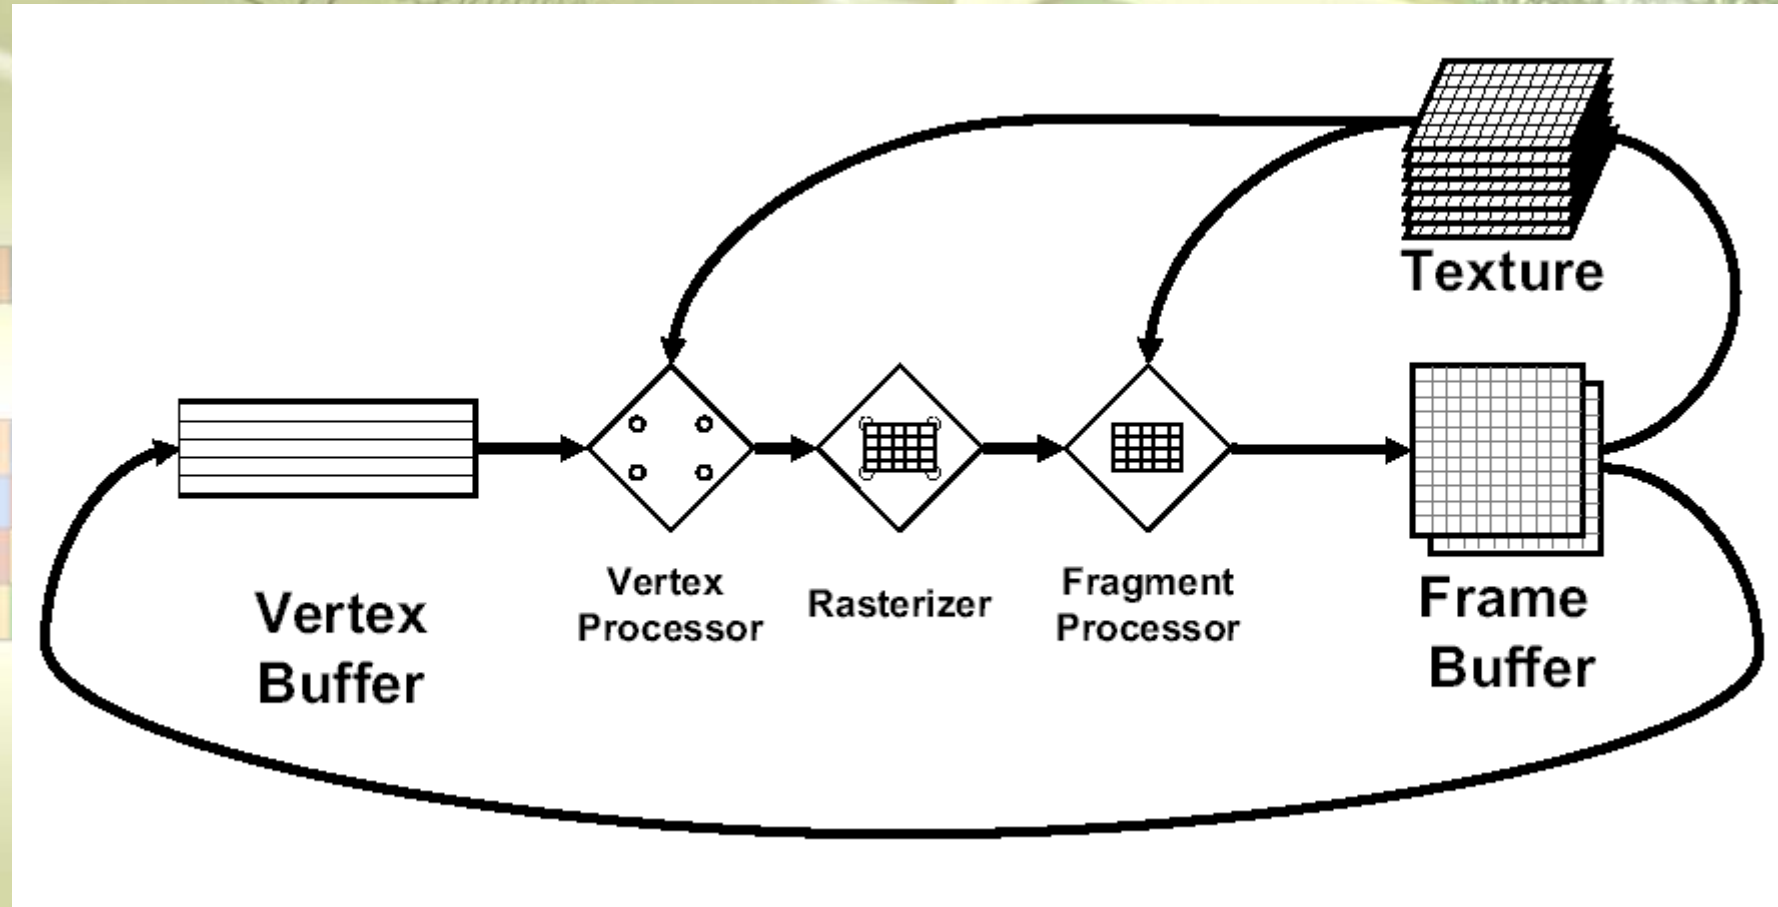 Texture
Vertex
Buffer
Vertex
Processor
Rasterizer
Fragment
Processor
Frame
Buffer